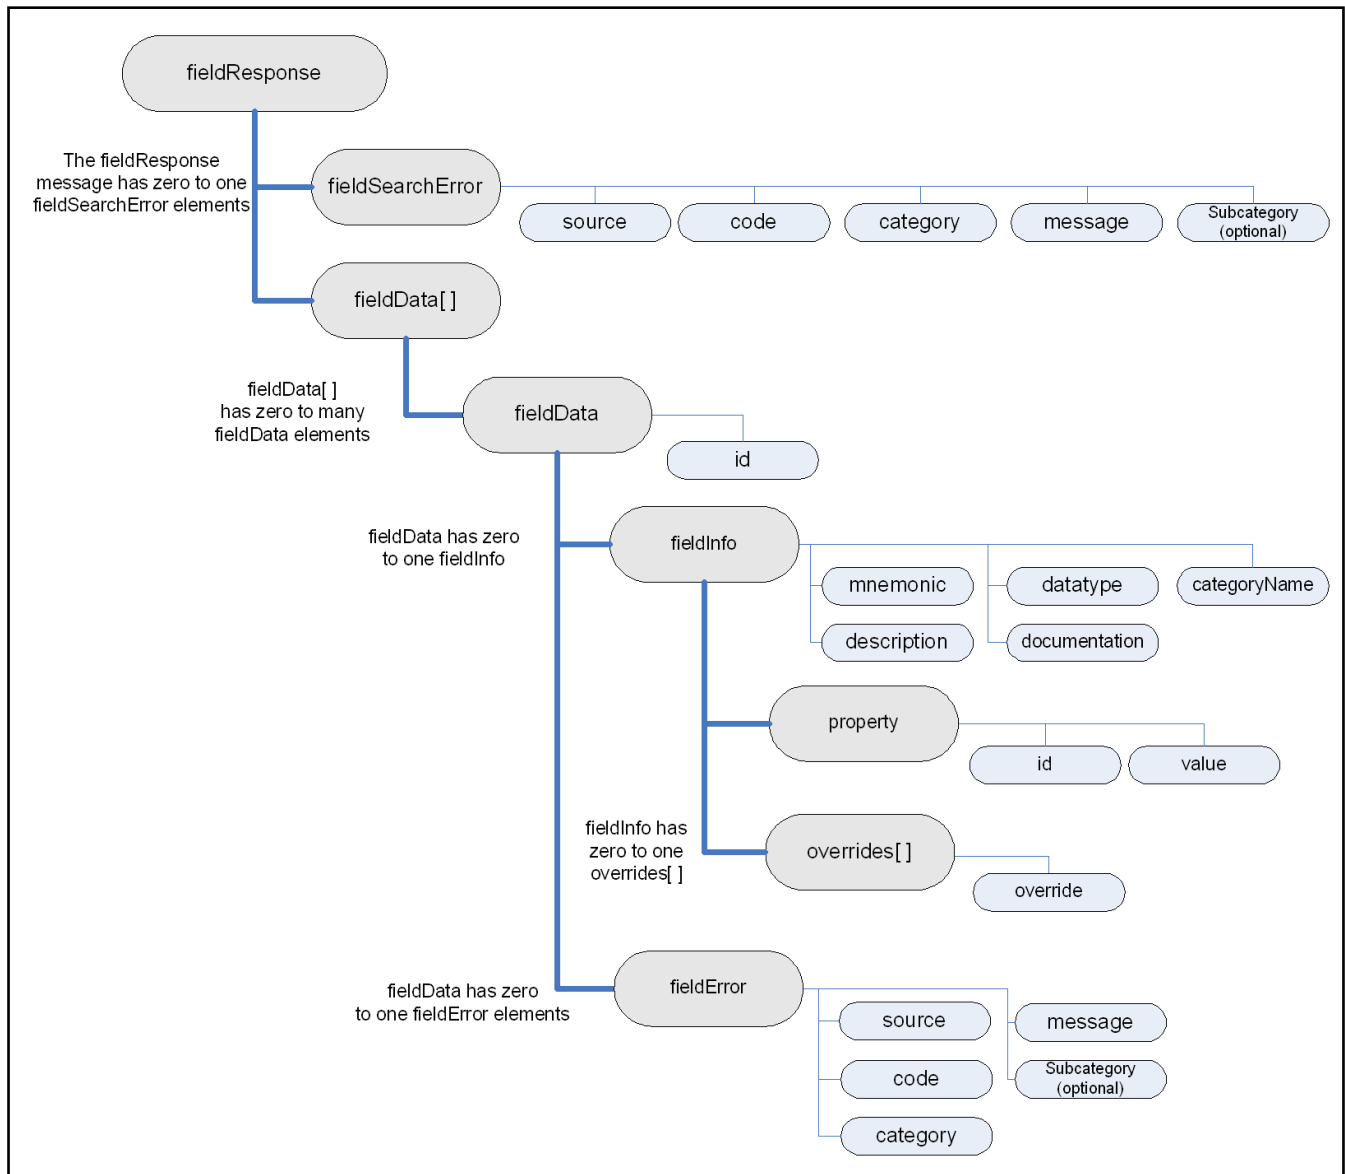 fieldResponse
The fieldResponse
message has zero to one
fieldSearchError elements
fieldSearchError
source
code
category
message
Subcategory
(optional)
fieldData[ ]
fieldData[ ]
has zero to many
fieldData elements
fieldData
id
fieldData has zero
to one fieldInfo
fieldInfo
mnemonic
datatype
categoryName
description
documentation
property
id
value
fieldInfo has
zero to one
overrides[ ]
overrides[ ]
override
fieldData has zero
to one fieldError elements
fieldError
source
message
code
Subcategory
(optional)
category